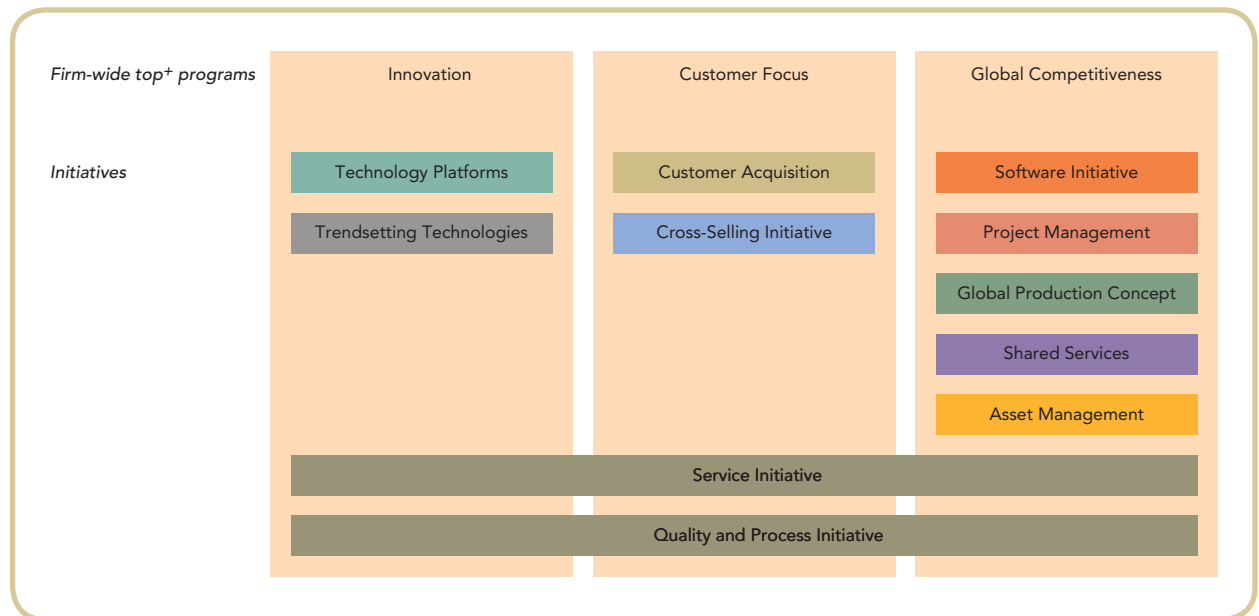 Firm-wide top+ programs
Innovation
Customer Focus
Global Competitiveness
Initiatives
Technology Platforms
Customer Acquisition
Software Initiative
Trendsetting Technologies
Cross-Selling Initiative
Project Management
Global Production Concept
Shared Services
Asset Management
Service Initiative
Quality and Process Initiative